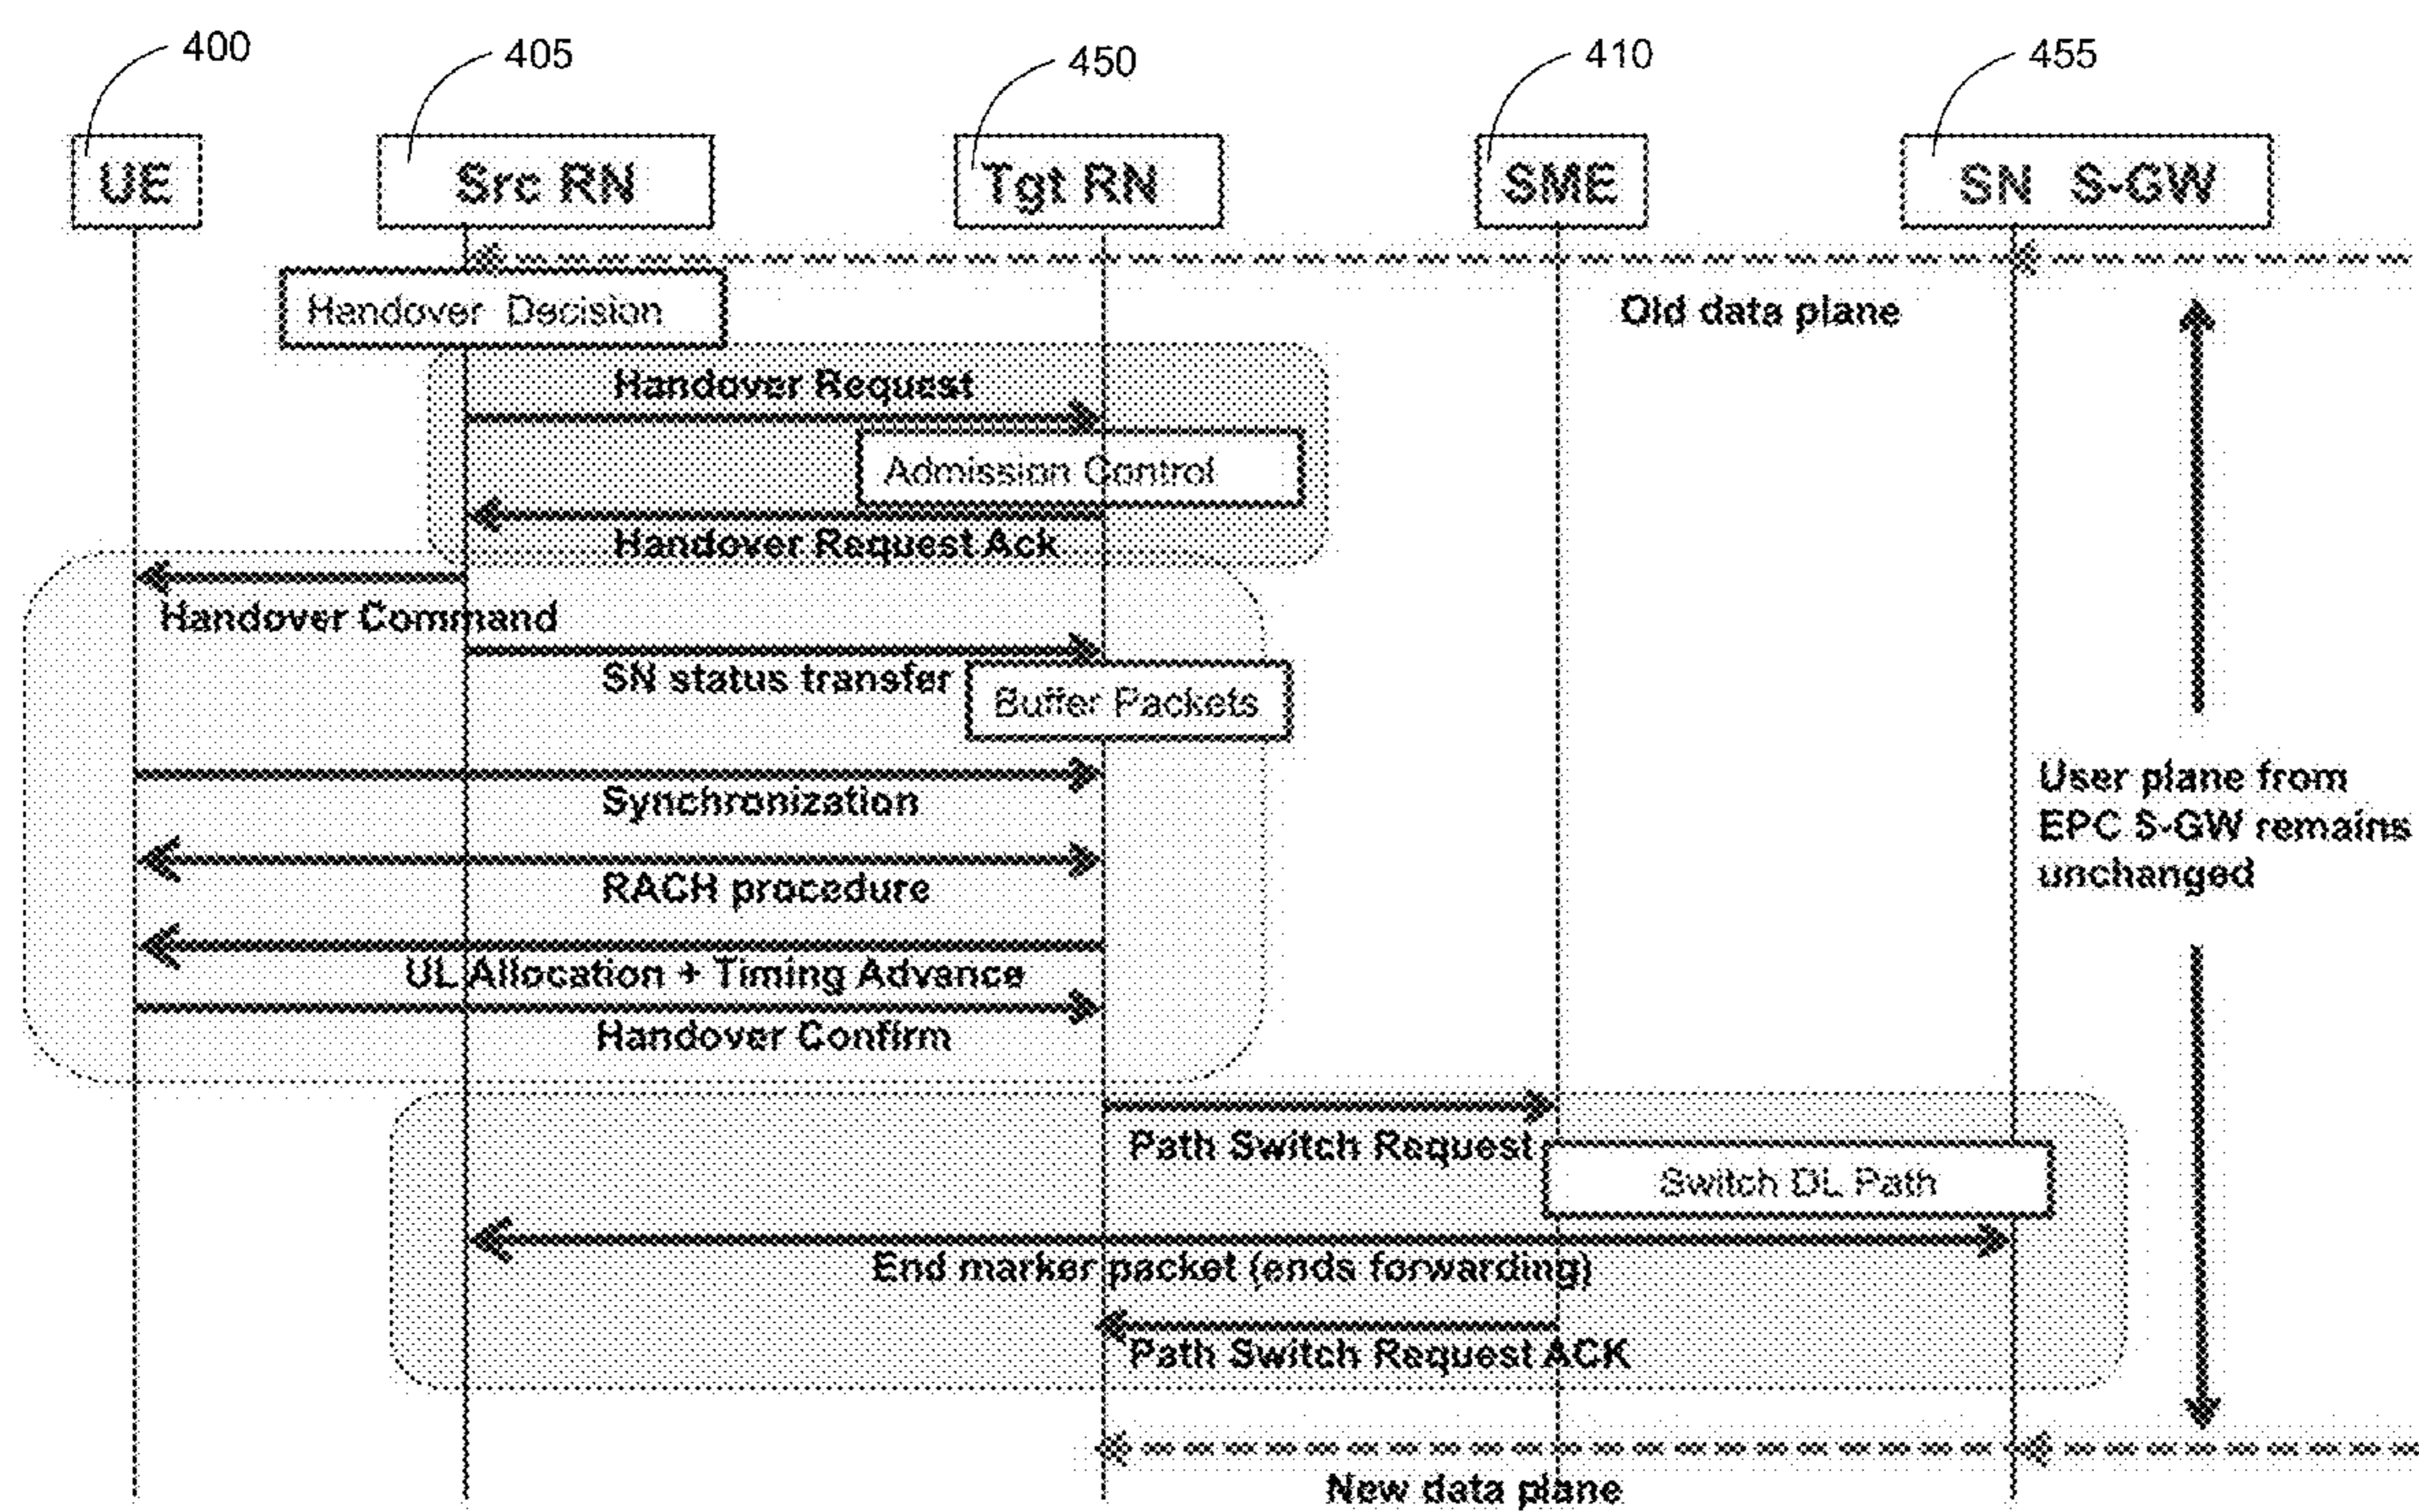 400
405
450
410
455
UE
Src RN
Tgt RN
SME
SN S-GW
Handover Decision
Old data plane
Handover Request
Admission Control
Handover Request Ack
Handover Command
SN status transfer
Buffer Packets
Synchronization
User plane from
EPC S-GW remains
unchanged
RACH procedure
UL Allocation + Timing Advance
Handover Confirm
Path Switch Request
Switch DL Path
End marker packet (ends forwarding)
Path Switch Request ACK
New data plane